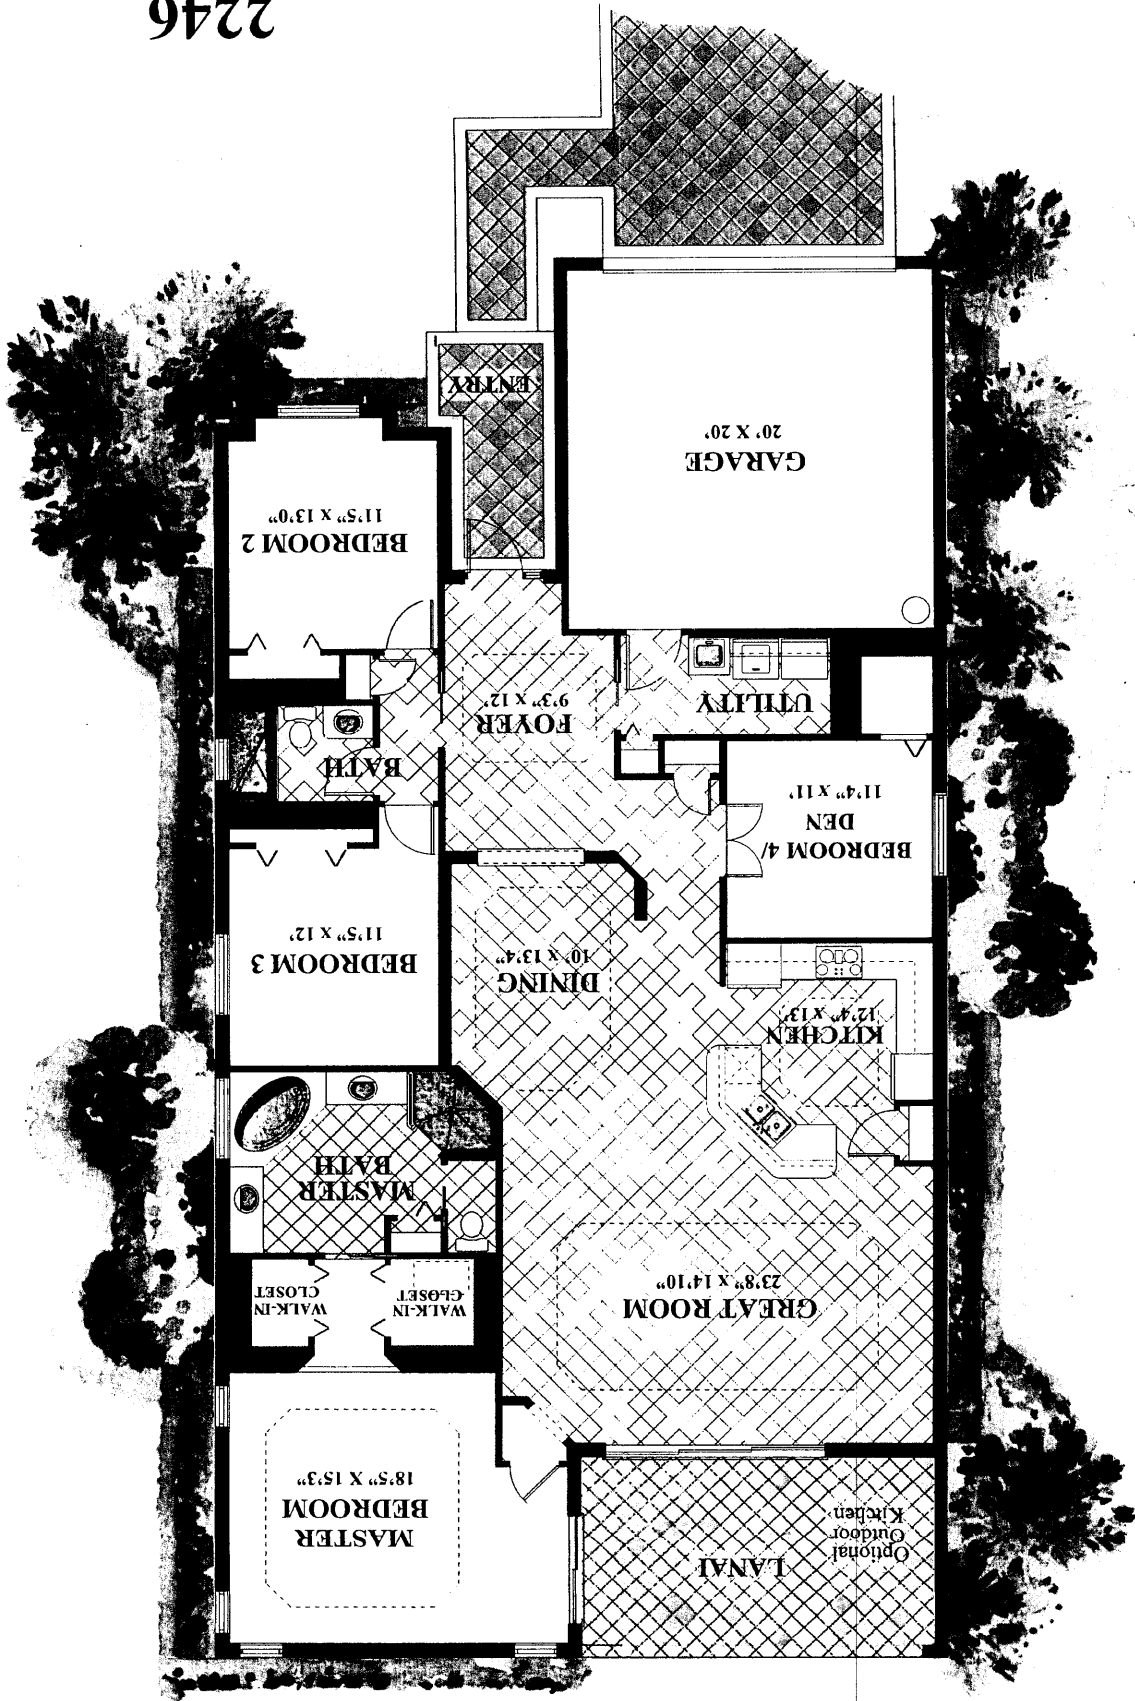 MASTER
BEDROOM
18'5" X 15'3"
LANAI
Optional
Outdoor
Kitchen
WALK-IN
CLOSET
WALK-IN
CLOSET
GREAT ROOM
23'8" x 14'10"
MASTER
BATH
KITCHEN
12'4" X 13'
DINING
10' x 13'4"
BEDROOM 3
11'5" x 12'
BEDROOM 4/
DEN
11'4" x 11'
BATH
FOYER
9'3" x 12'
UTILITY
BEDROOM 2
11'5" x 13'0"
GARAGE
20' X 20'
ENTRY
2246